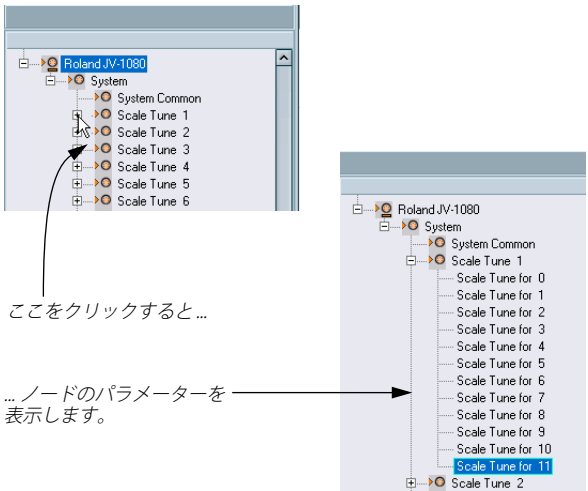 Roland JV-1080
System
System Common
Scale Tune 1
Scale Tune 2
Scale Tune 3
Scale Tune 4
Scale Tune 5
Scale Tune 6
ここをクリックすると...
... ノードのパラメーターを
表示します。
Roland JV-1080
System
System Common
Scale Tune 1
Scale Tune for 0
Scale Tune for 1
Scale Tune for 2
Scale Tune for 3
Scale Tune for 4
Scale Tune for 5
Scale Tune for 6
Scale Tune for 7
Scale Tune for 8
Scale Tune for 9
Scale Tune for 10
Scale Tune for 11
Scale Tune 2